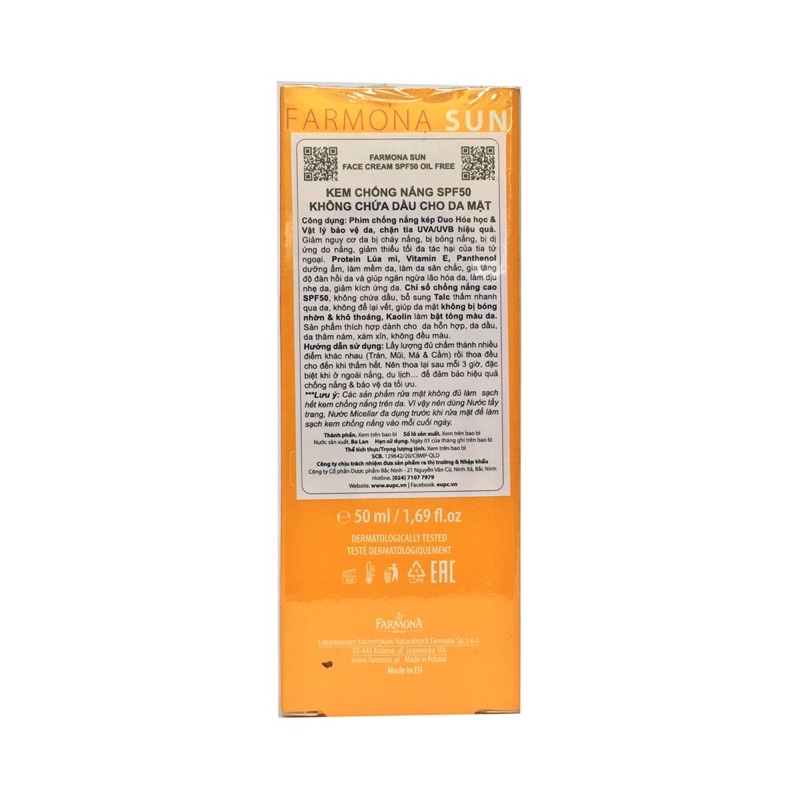 FARMONA SUN
FARMONA SUN
FACE CREAM SPF50 OIL FREE
KEM CHỐNG NẮNG SPF50
KHÔNG CHỨA DẦU CHO DA MẶT
Công dụng: Phim chống nắng kép Duo Hóa học &
Vật lý bảo vệ da, chặn tia UVA/UVB hiệu quả.
Giảm nguy cơ da bị cháy nắng, bị bỏng nắng, bị dị
ứng do nắng, giảm thiểu tối đa tác hại của tia tử
ngoại. Protein Lúa mì, Vitamin E, Panthenol
dưỡng ẩm, làm mềm da, làm da săn chắc, gia tăng
độ đàn hồi da và giúp ngăn ngừa lão hóa da, làm dịu
nhẹ da, giảm kích ứng da. Chỉ số chống nắng cao
SPF50, không chứa dầu, bổ sung Talc thấm nhanh
qua da, không để lại vết, giúp da mặt không bị bóng
nhờn & khô thoáng, Kaolin làm bật tông màu da.
Sản phẩm thích hợp dành cho da hỗn hợp, da dầu,
da thâm nám, xám xỉn, không đều màu.
Hướng dẫn sử dụng: Lấy lượng đủ chấm thành nhiều
điểm khác nhau (Trán, Mũi, Má & Cằm) rồi thoa đều
cho đến khi thấm hết. Nên thoa lại sau mỗi 3 giờ, đặc
biệt khi ở ngoài nắng, du lịch... để đảm bảo hiệu quả
chống nắng & bảo vệ da tối ưu.
***Lưu ý: Các sản phẩm rửa mặt không đủ làm sạch
hết kem chống nắng trên da. Vì vậy nên dùng Nước tẩy
trang, Nước Micellar đa dụng trước khi rửa mặt để làm
sạch kem chống nắng vào mỗi cuối ngày.
Thành phần. Xem trên bao bì Số lô sản xuất. Xem trên bao bì
Nước sản xuất. Ba Lan Hạn sử dụng. Ngày 01 của tháng ghi trên bao bì
Thể tích thực/Trọng lượng tịnh. Xem trên bao bì
SCB. 129642/20/CBMP-QLD
Công ty chịu trách nhiệm đưa sản phẩm ra thị trường & Nhập khẩu
Công ty Cổ phần Dược phẩm Bắc Ninh - 21 Nguyễn Văn Cừ, Ninh Xá, Bắc Ninh
Hotline. (024) 7107 7979
Website. www.eupc.vn | Facebook. eupc.vn
℮ 50 ml / 1,69 fl.oz
DERMATOLOGICALLY TESTED
TESTÉ DERMATOLOGIQUEMENT
4
LDPE
EAC
FARMONA
Laboratorium Kosmetyków Naturalnych Farmona Sp. z o.o.
30-443 Kraków, ul. Jugowicka 10c
www.farmona.pl Made in Poland
Made in EU